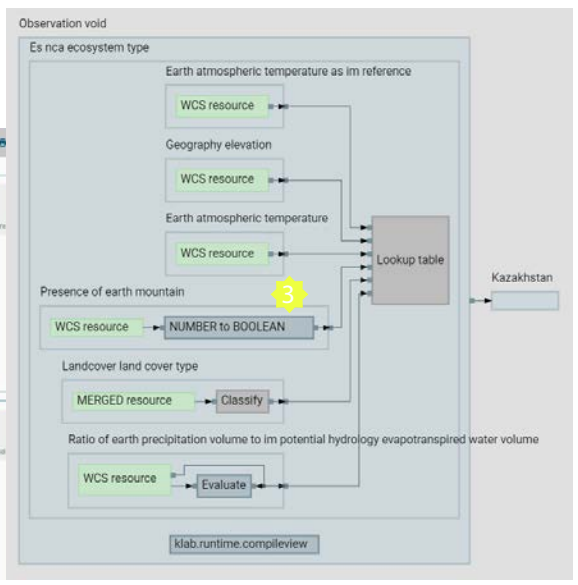 Observation void
Es nca ecosystem type
Earth atmospheric temperature as im reference
WCS resource
Geography elevation
WCS resource
Earth atmospheric temperature
WCS resource
Lookup table
Kazakhstan
Presence of earth mountain
3
WCS resource
NUMBER to BOOLEAN
Landcover land cover type
MERGED resource
Classify
Ratio of earth precipitation volume to im potential hydrology evapotranspired water volume
WCS resource
Evaluate
klab.runtime.compileview